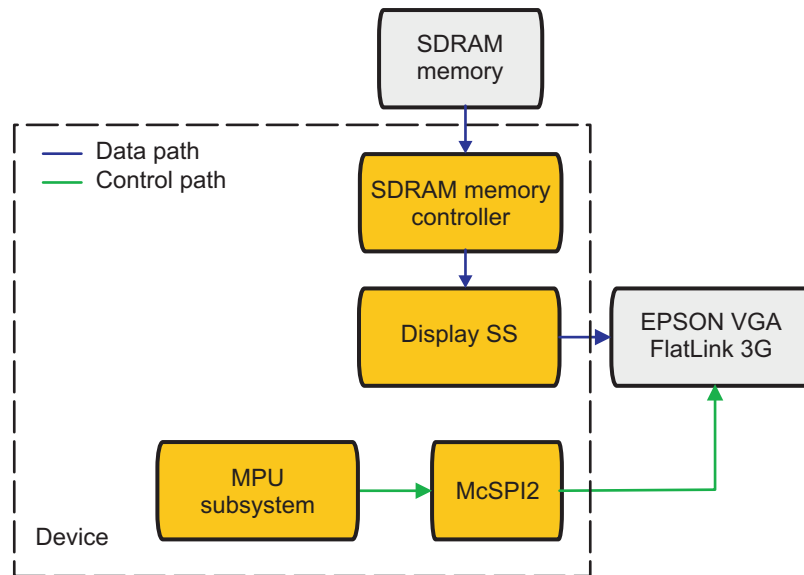 SDRAM
memory
Data path
Control path
SDRAM memory
controller
Display SS
EPSON VGA
FlatLink 3G
MPU
subsystem
McSPI2
Device